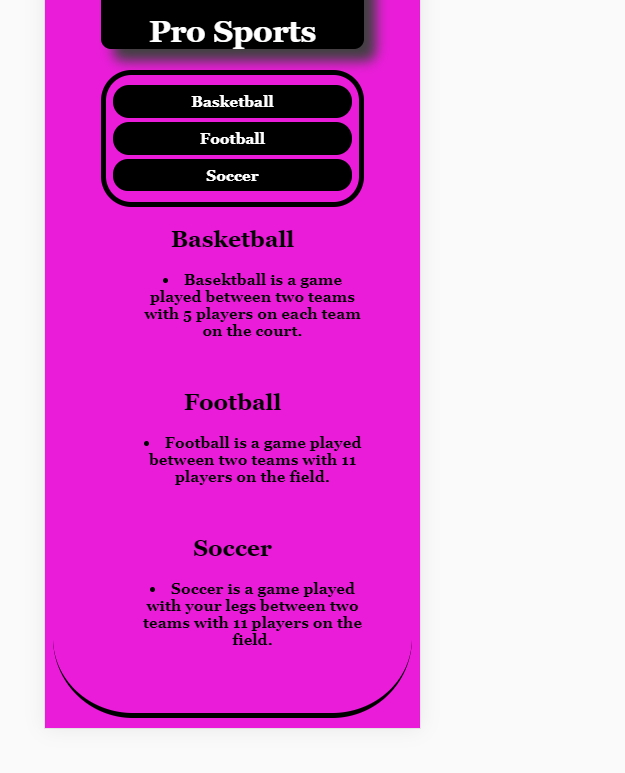 Pro Sports
Basketball
Football
Soccer
Basketball
• Basektball is a game
played between two teams
with 5 players on each team
on the court.
Football
• Football is a game played
between two teams with 11
players on the field.
Soccer
• Soccer is a game played
with your legs between two
teams with 11 players on the
field.